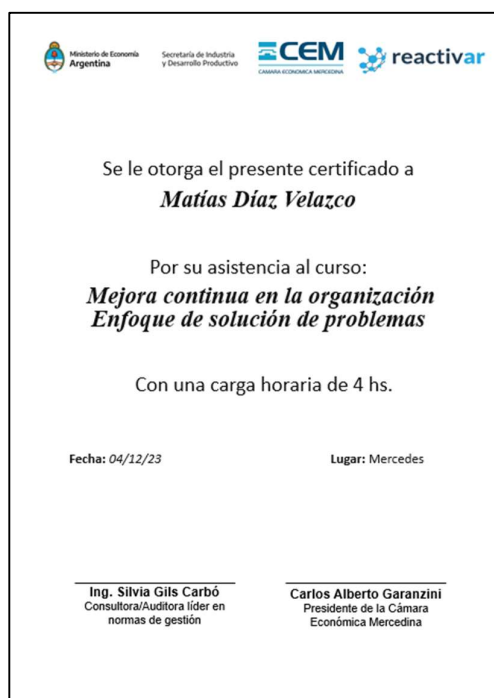 Ministerio de Economía
Argentina
Secretaría de Industria
y Desarrollo Productivo
CEM
CAMARA ECONOMICA MERCEDINA
reactivar
Se le otorga el presente certificado a
Matías Díaz Velazco
Por su asistencia al curso:
Mejora continua en la organización
Enfoque de solución de problemas
Con una carga horaria de 4 hs.
Fecha: 04/12/23
Lugar: Mercedes
Ing. Silvia Gils Carbó
Consultora/Auditora líder en
normas de gestión
Carlos Alberto Garanzini
Presidente de la Cámara
Económica Mercedina